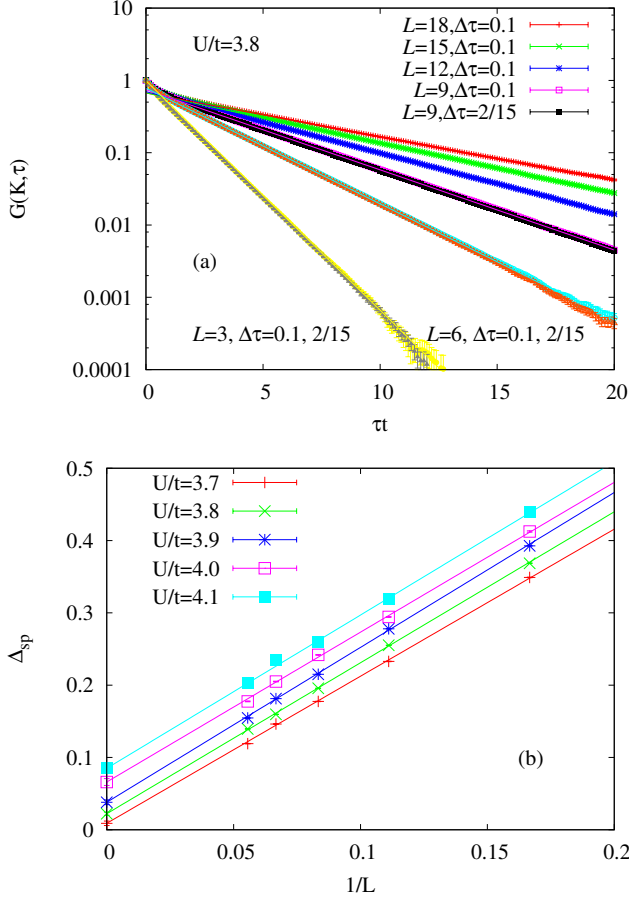 10
U/t=3.8
L=18,Δτ=0.1
L=15,Δτ=0.1
L=12,Δτ=0.1
L=9,Δτ=0.1
L=9,Δτ=2/15
1
0.1
0.01
0.001
0.0001
G(K,τ)
(a)
L=3, Δτ=0.1, 2/15
L=6, Δτ=0.1, 2/15
0
5
10
15
20
τt
0.5
0.4
0.3
0.2
0.1
0
U/t=3.7
U/t=3.8
U/t=3.9
U/t=4.0
U/t=4.1
Δsp
(b)
0
0.05
0.1
0.15
0.2
1/L